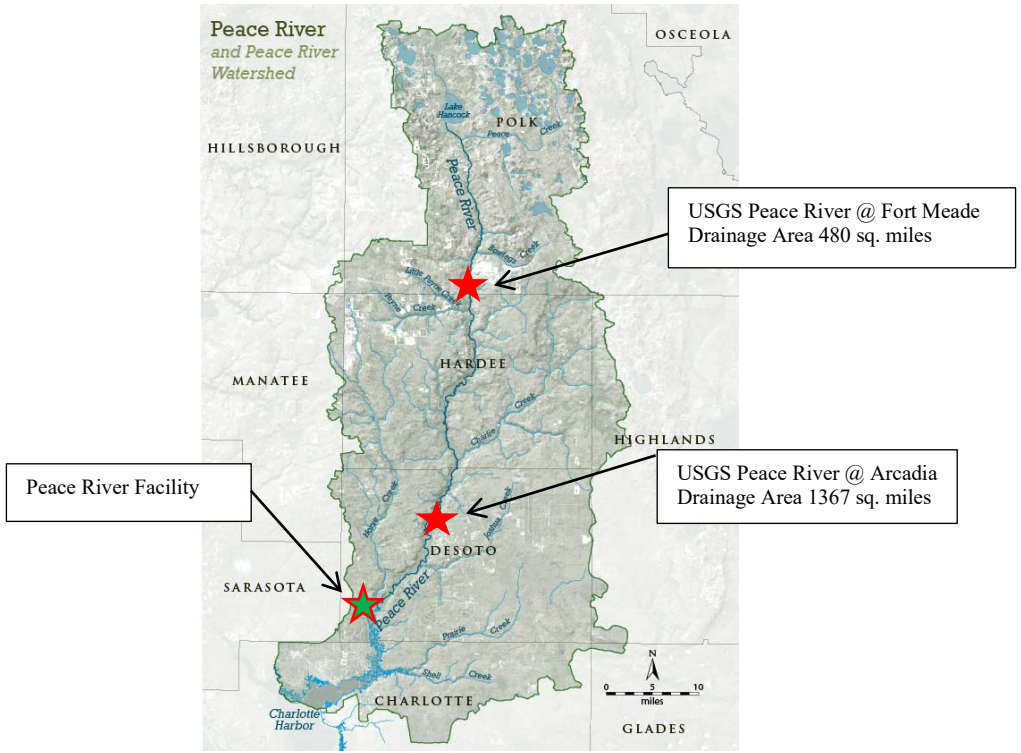 Peace River
and Peace River
Watershed
OSCEOLA
Lake
Hancock
POLK
Peace Creek
HILLSBOROUGH
Peace River
USGS Peace River @ Fort Meade
Drainage Area 480 sq. miles
Bowlegs Creek
Little Payne Creek
Payne Creek
HARDEE
MANATEE
Charlie Creek
HIGHLANDS
USGS Peace River @ Arcadia
Drainage Area 1367 sq. miles
Peace River Facility
Horse Creek
Joshua Creek
DESOTO
SARASOTA
Peace River
Prairie Creek
N
Shell Creek
0 5 10
miles
CHARLOTTE
Charlotte
Harbor
GLADES